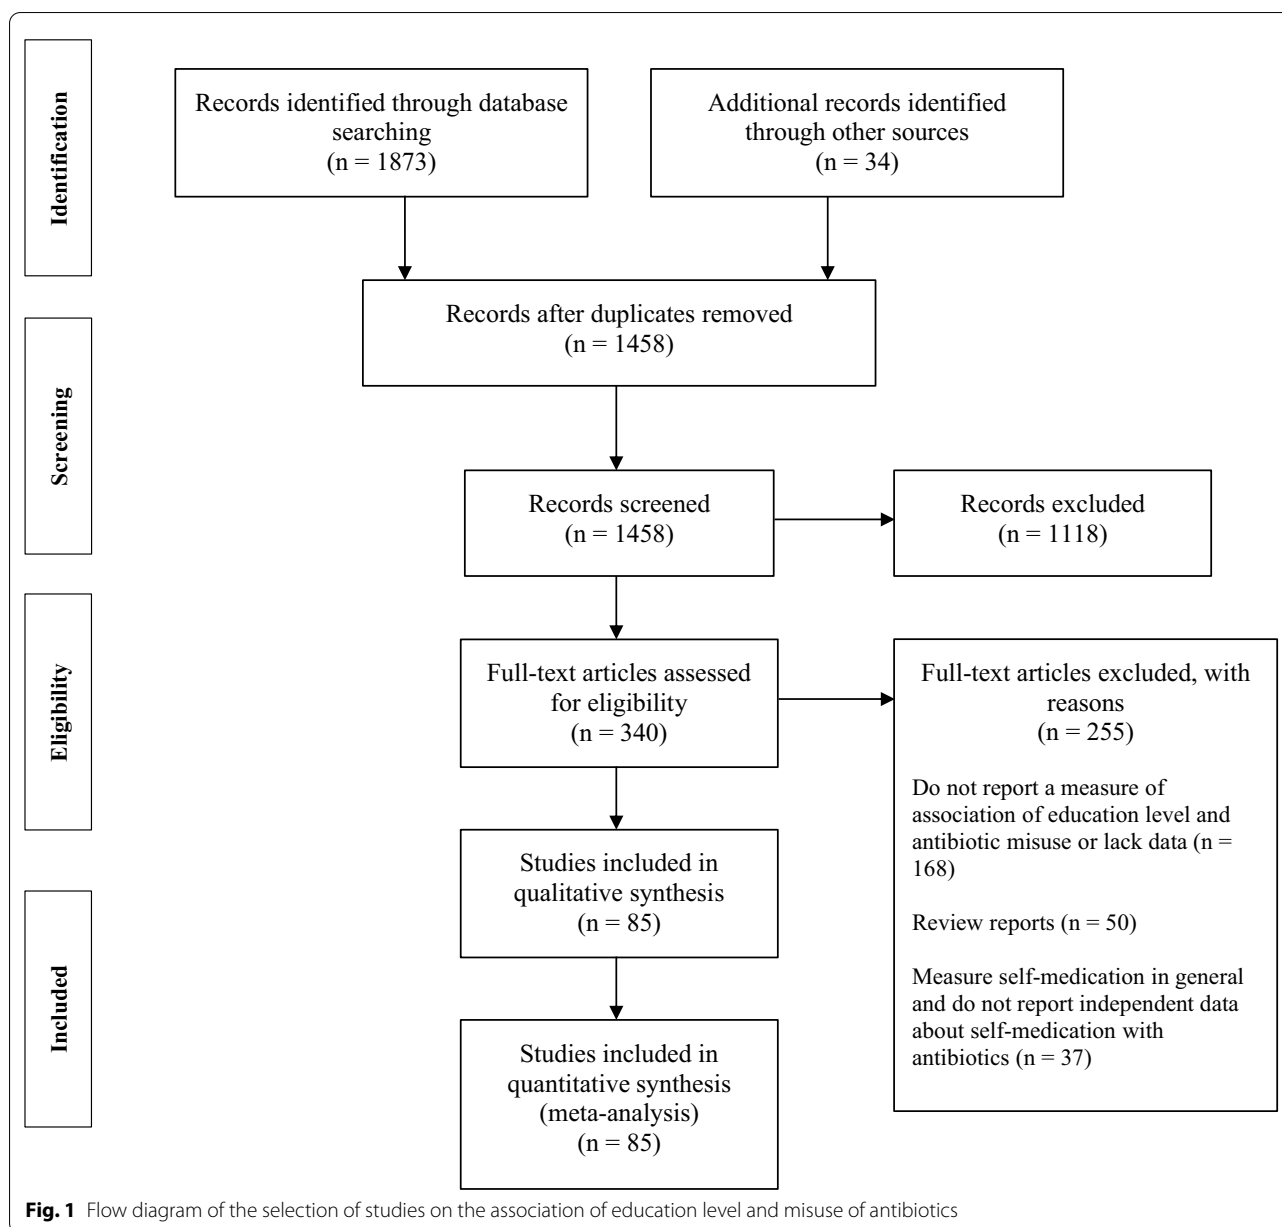 Identification
Records identified through database
searching
(n = 1873)
Additional records identified
through other sources
(n = 34)
Screening
Records after duplicates removed
(n = 1458)
Records screened
(n = 1458)
Records excluded
(n = 1118)
Eligibility
Full-text articles assessed
for eligibility
(n = 340)
Full-text articles excluded, with
reasons
(n = 255)
Do not report a measure of
association of education level and
antibiotic misuse or lack data (n =
168)
Review reports (n = 50)
Measure self-medication in general
and do not report independent data
about self-medication with
antibiotics (n = 37)
Studies included in
qualitative synthesis
(n = 85)
Included
Studies included in
quantitative synthesis
(meta-analysis)
(n = 85)
Fig. 1 Flow diagram of the selection of studies on the association of education level and misuse of antibiotics